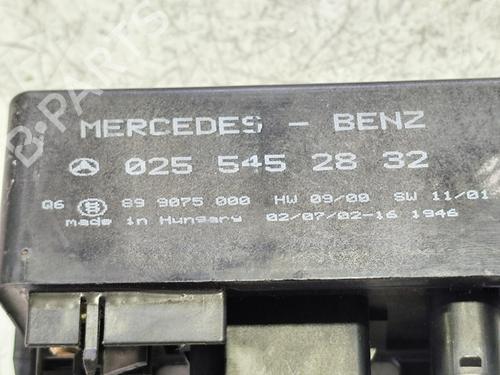 MERCEDES - BENZ
025 545 28 32
Q6 89 9075 000 HW 09/00 SW 11/01
made in Hungary 02/07/02-16 1946
B-PARTS